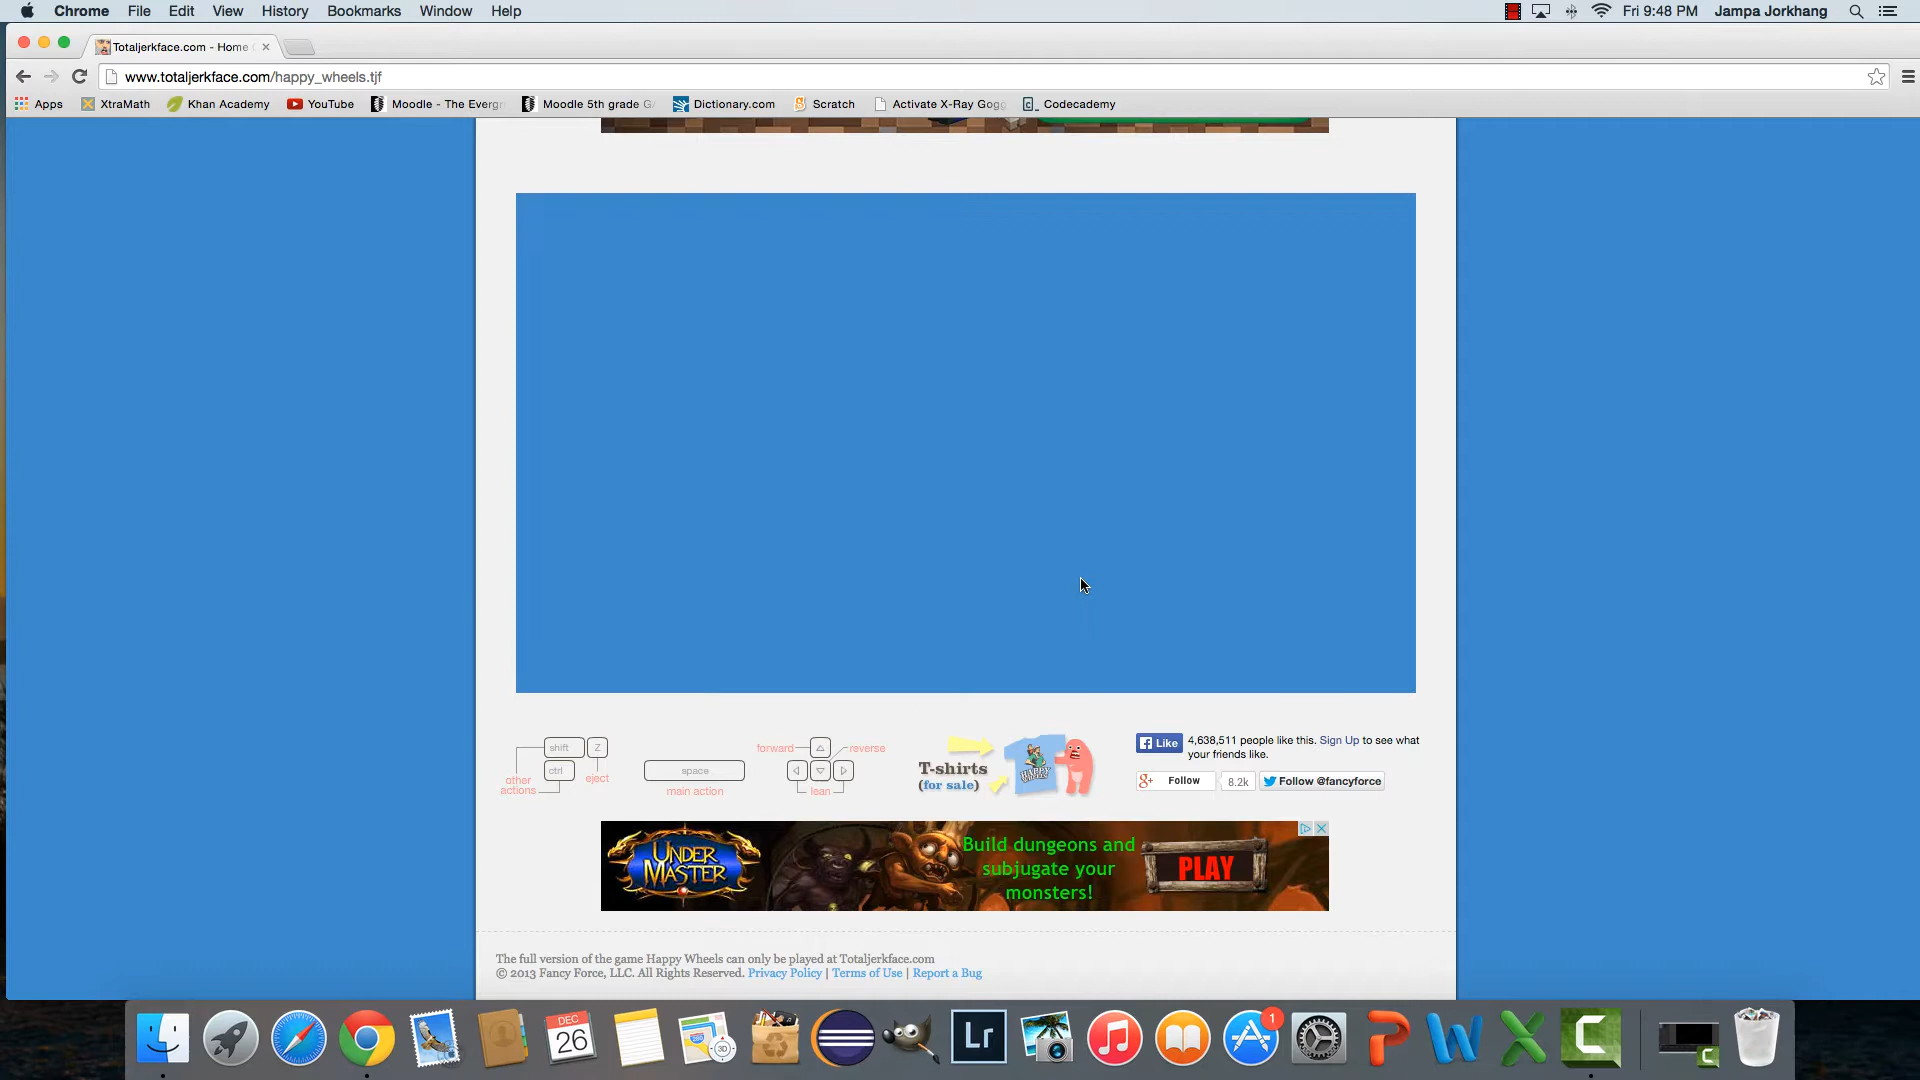 Chrome File Edit View History Bookmarks Window Help
Fri 9:48 PM Jampa Jorkhang
Totaljerkface.com - Home
www.totaljerkface.com/happy_wheels.tjf
Apps XtraMath Khan Academy YouTube Moodle - The Evergr Moodle 5th grade G Dictionary.com Scratch Activate X-Ray Gogg Codecademy
shift Z
ctrl
other
actions
eject
space
main action
forward
reverse
lean
T-shirts
(for sale)
HAPPY WHEELS
Like 4,638,511 people like this. Sign Up to see what
your friends like.
g+ Follow 8.2k Follow @fancyforce
UNDER
MASTER
Build dungeons and
subjugate your
monsters!
PLAY
The full version of the game Happy Wheels can only be played at Totaljerkface.com
© 2013 Fancy Force, LLC. All Rights Reserved. Privacy Policy | Terms of Use | Report a Bug
DEC
26
280
3D
Lr
1
P W X C
C